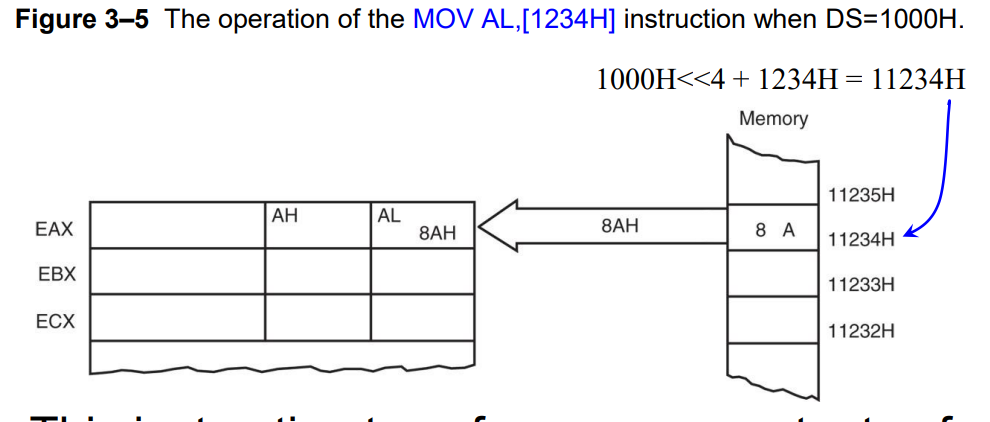 Figure 3–5 The operation of the MOV AL,[1234H] instruction when DS=1000H.
1000H<<4 + 1234H = 11234H
Memory
11235H
AH AL
EAX 8AH 8AH 8 A 11234H
EBX 11233H
ECX 11232H